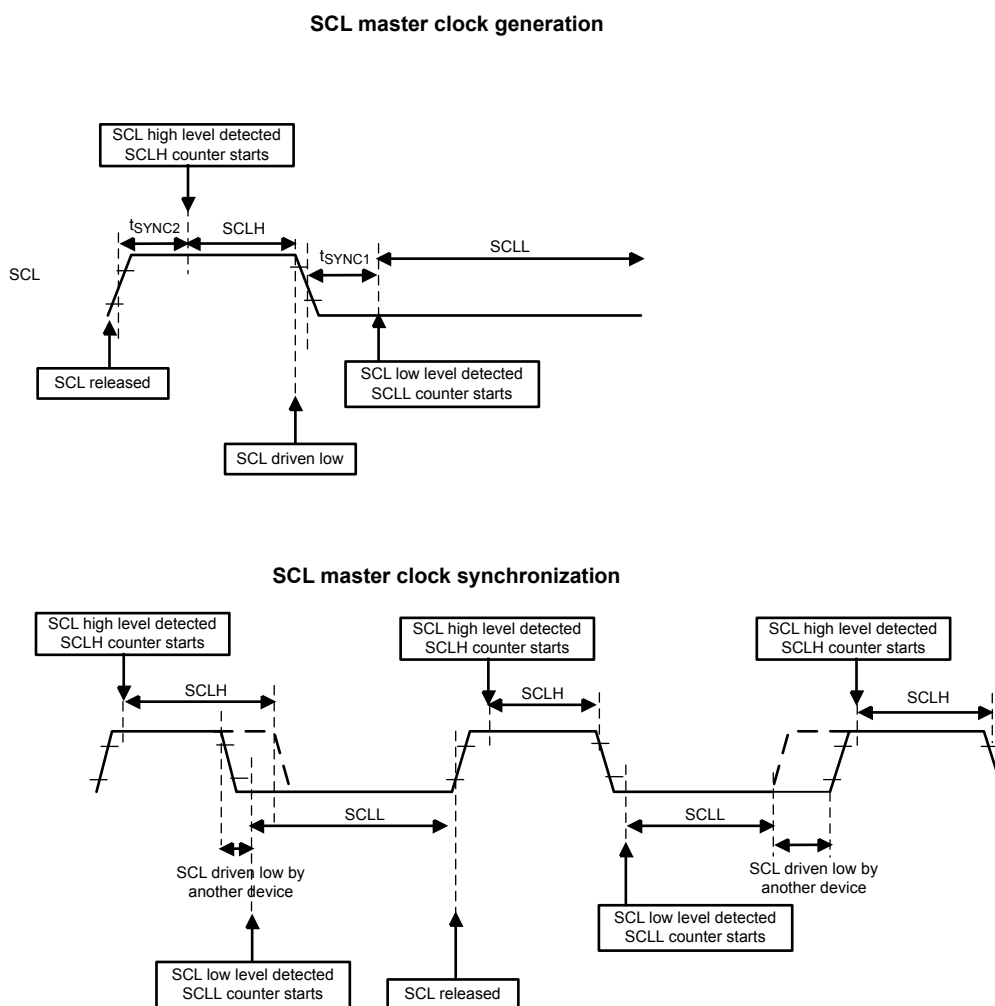 SCL master clock generation
SCL high level detected
SCLH counter starts
tSYNC2
SCLH
tSYNC1
SCLL
SCL
SCL released
SCL low level detected
SCLL counter starts
SCL driven low
SCL master clock synchronization
SCL high level detected
SCLH counter starts
SCL high level detected
SCLH counter starts
SCL high level detected
SCLH counter starts
SCLH
SCLH
SCLH
SCLL
SCLL
SCL driven low by
another device
SCL driven low by
another device
SCL low level detected
SCLL counter starts
SCL low level detected
SCLL counter starts
SCL released